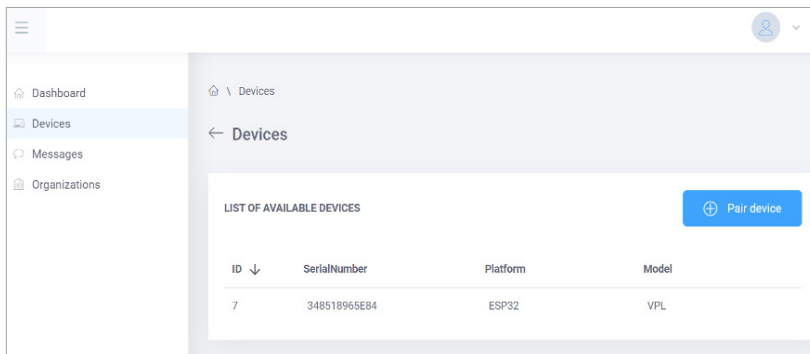 Dashboard
Devices
Messages
Organizations
\ Devices
← Devices
LIST OF AVAILABLE DEVICES
Pair device
ID ↓ SerialNumber Platform Model
7 348518965E84 ESP32 VPL